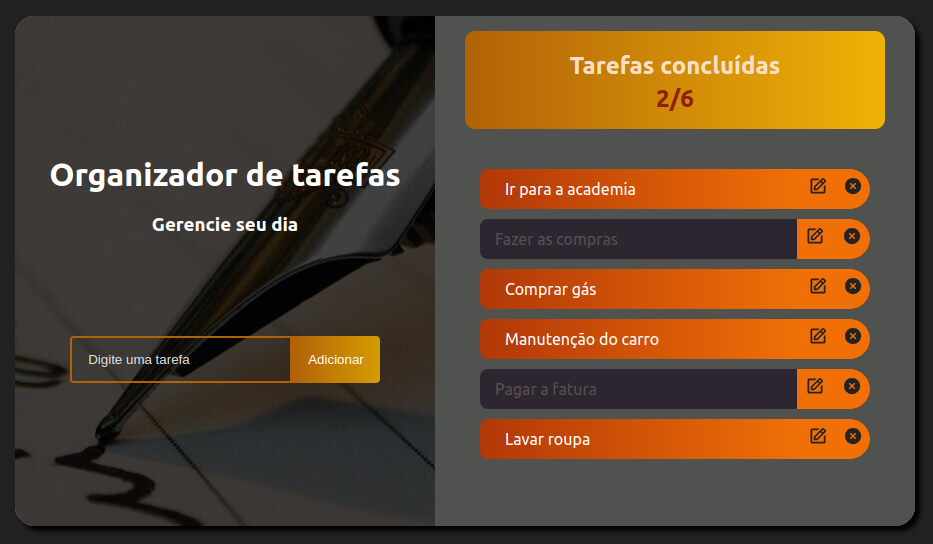 Organizador de tarefas
Gerencie seu dia
Digite uma tarefa
Adicionar
Tarefas concluídas
2/6
Ir para a academia
Fazer as compras
Comprar gás
Manutenção do carro
Pagar a fatura
Lavar roupa